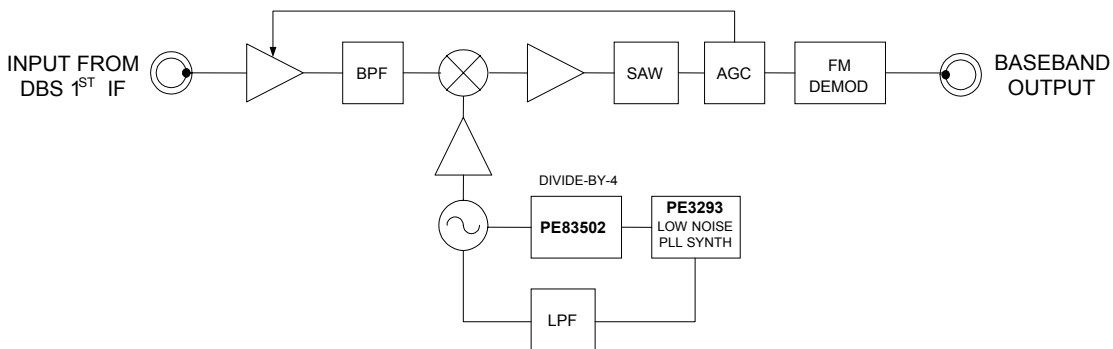 INPUT FROM
DBS 1ST IF
BPF
SAW
AGC
FM
DEMOD
BASEBAND
OUTPUT
DIVIDE-BY-4
PE83502
PE3293
LOW NOISE
PLL SYNTH
LPF